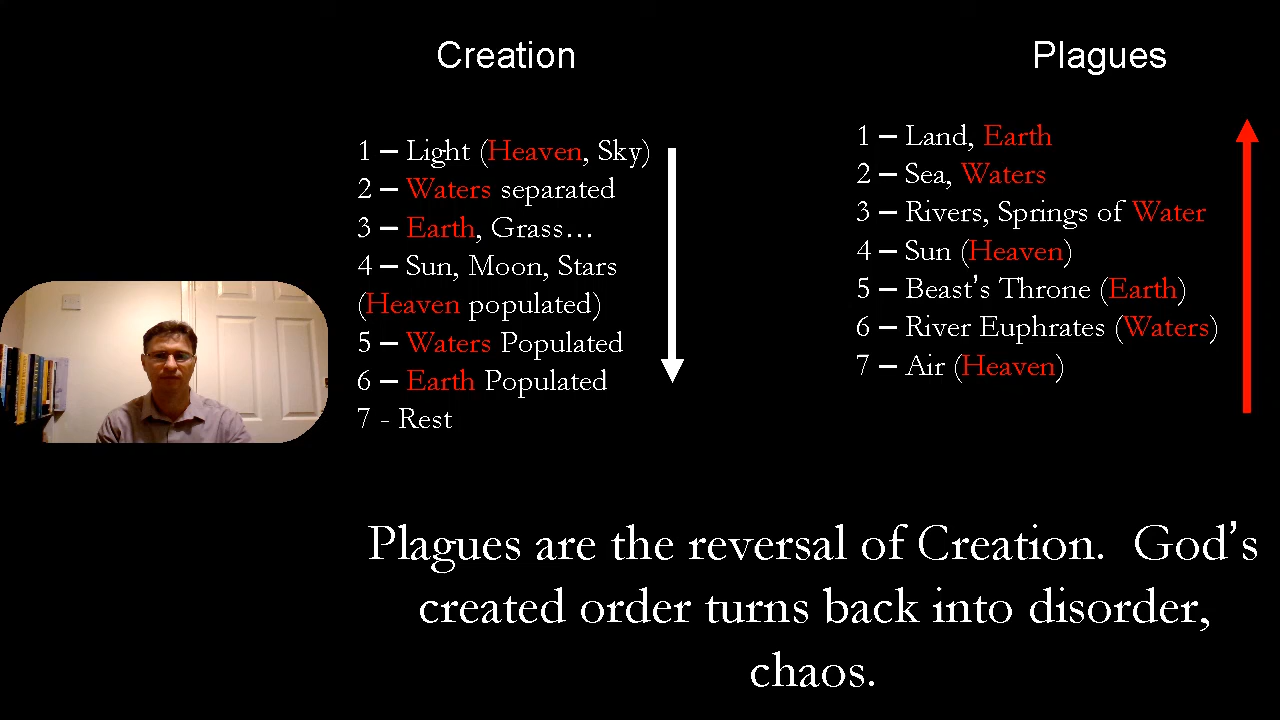 Creation
1 – Light (Heaven, Sky)
2 – Waters separated
3 – Earth, Grass…
4 – Sun, Moon, Stars
(Heaven populated)
5 – Waters Populated
6 – Earth Populated
7 - Rest
Plagues
1 – Land, Earth
2 – Sea, Waters
3 – Rivers, Springs of Water
4 – Sun (Heaven)
5 – Beast’s Throne (Earth)
6 – River Euphrates (Waters)
7 – Air (Heaven)
Plagues are the reversal of Creation.  God’s
created order turns back into disorder,
chaos.